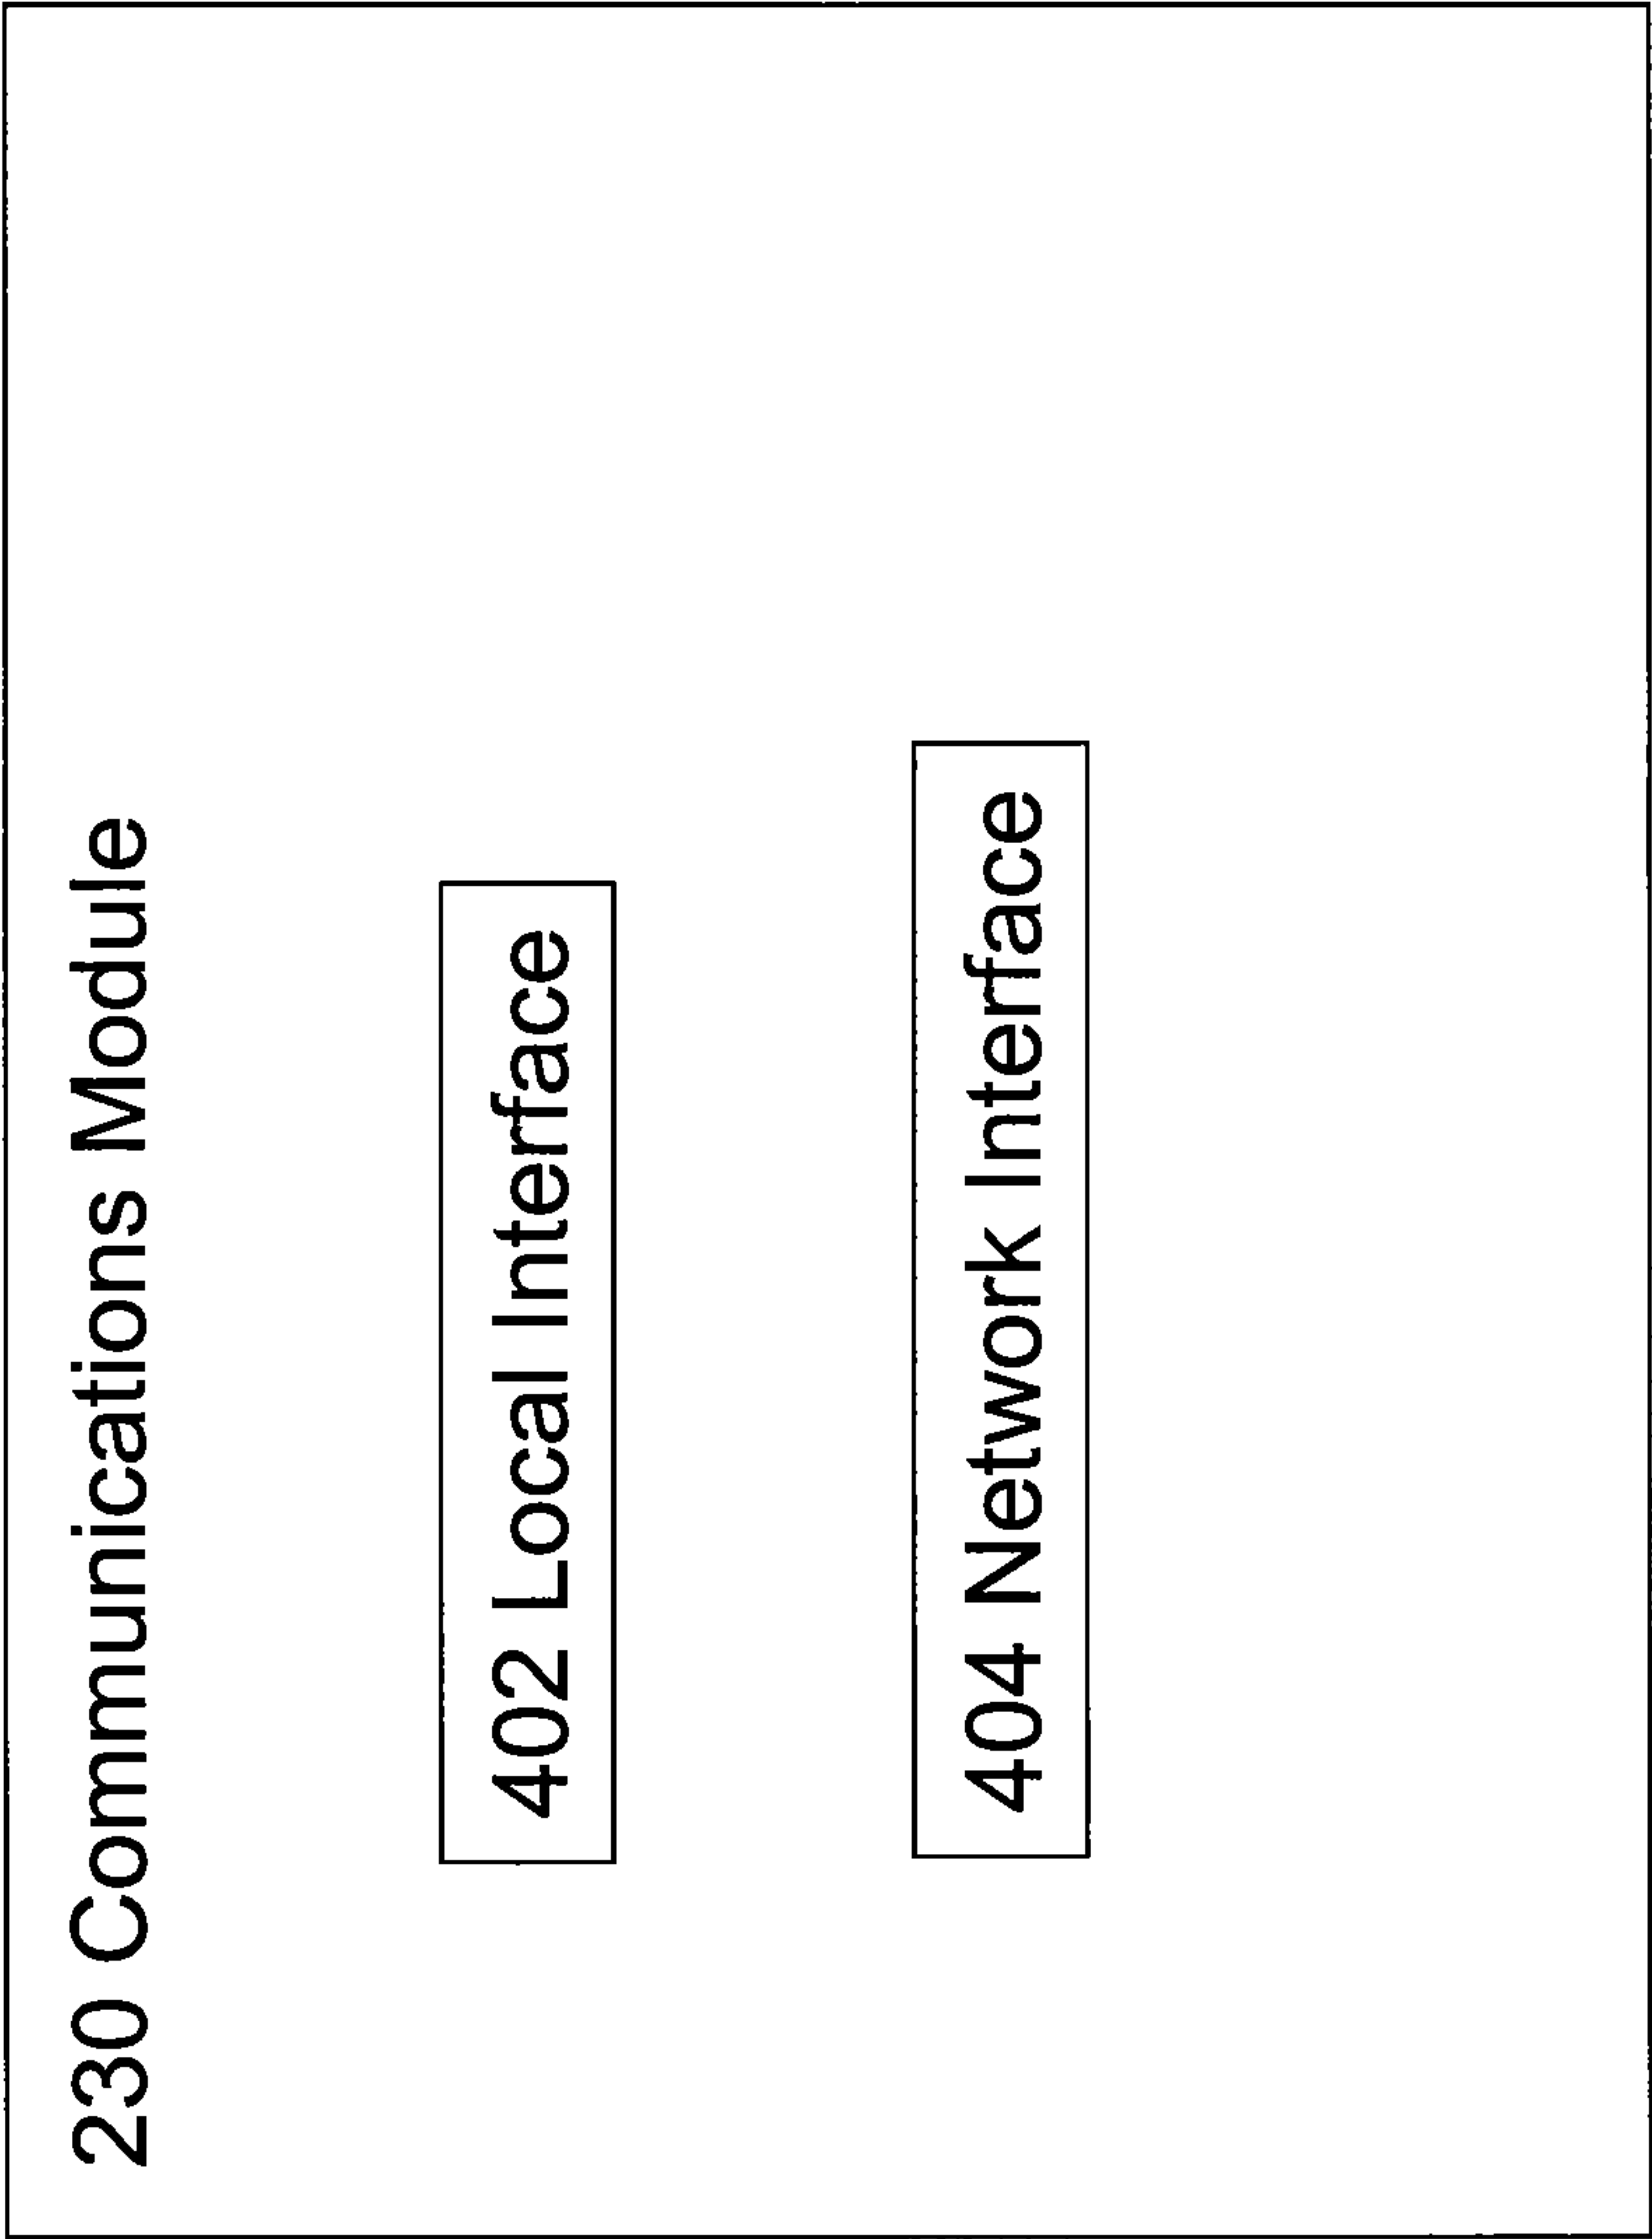 230 Communications Module
402 Local Interface
404 Network Interface